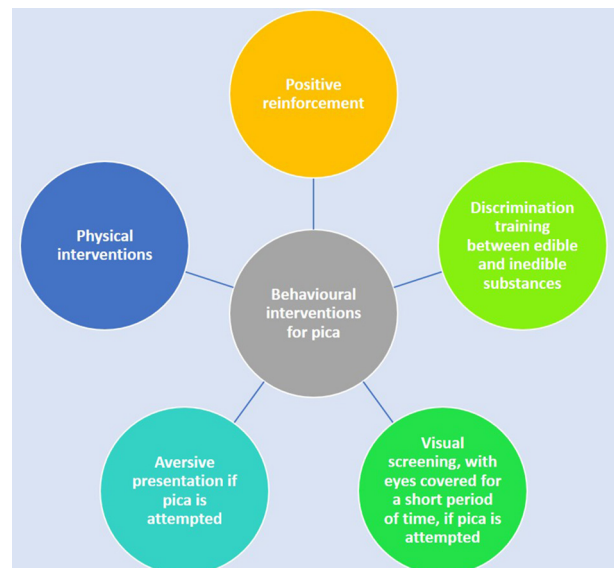 Positive
reinforcement
Physical
interventions
Discrimination
training
between edible
and inedible
substances
Behavioural
interventions
for pica
Aversive
presentation if
pica is
attempted
Visual
screening, with
eyes covered for
a short period
of time, if pica is
attempted